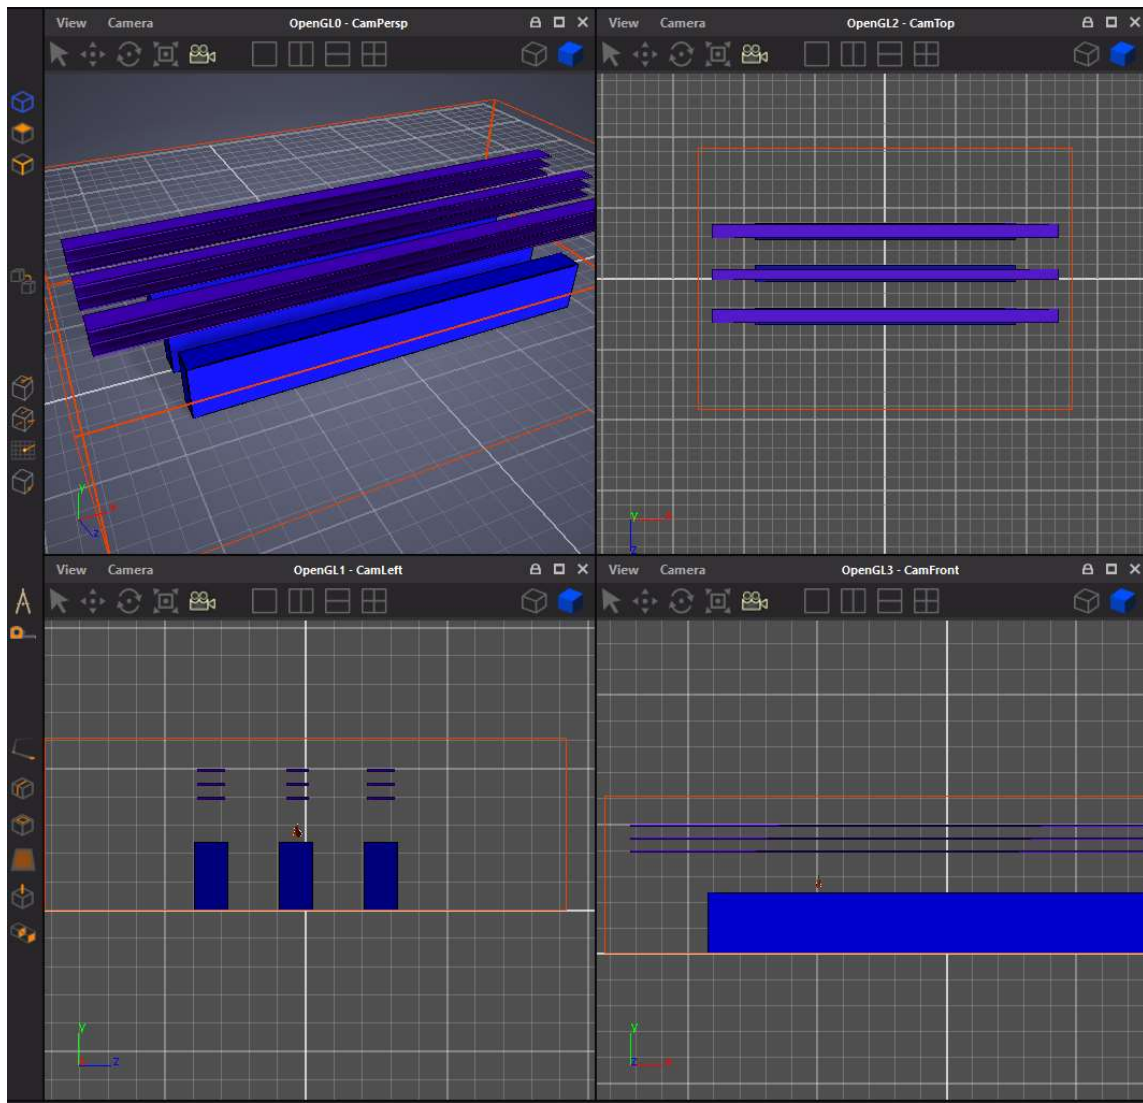 View Camera OpenGL0 - CamPersp
View Camera OpenGL2 - CamTop
y
x
z
y
x
z
View Camera OpenGL1 - CamLeft
View Camera OpenGL3 - CamFront
y
z
y
z
x